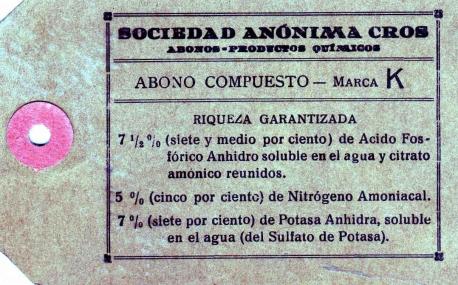 SOCIEDAD ANÓNIMA CROS
ABONOS-PRODUCTOS QUÍMICOS
ABONO COMPUESTO — MARCA K
RIQUEZA GARANTIZADA
7 1/2 % (siete y medio por ciento) de Acido Fos-
fórico Anhidro soluble en el agua y citrato
amónico reunidos.
5 % (cinco por ciento) de Nitrógeno Amoniacal.
7 % (siete por ciento) de Potasa Anhidra, soluble
en el agua (del Sulfato de Potasa).